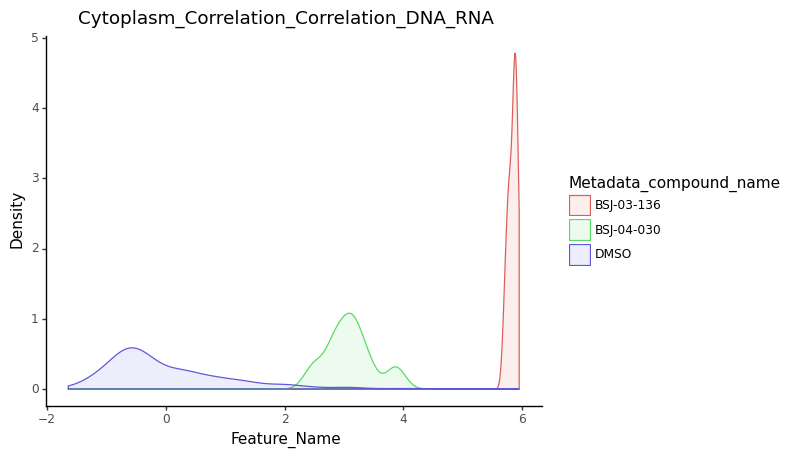 Cytoplasm_Correlation_Correlation_DNA_RNA
5
4
3
2
1
0
Density
−2
0
2
4
6
Feature_Name
Metadata_compound_name
BSJ-03-136
BSJ-04-030
DMSO